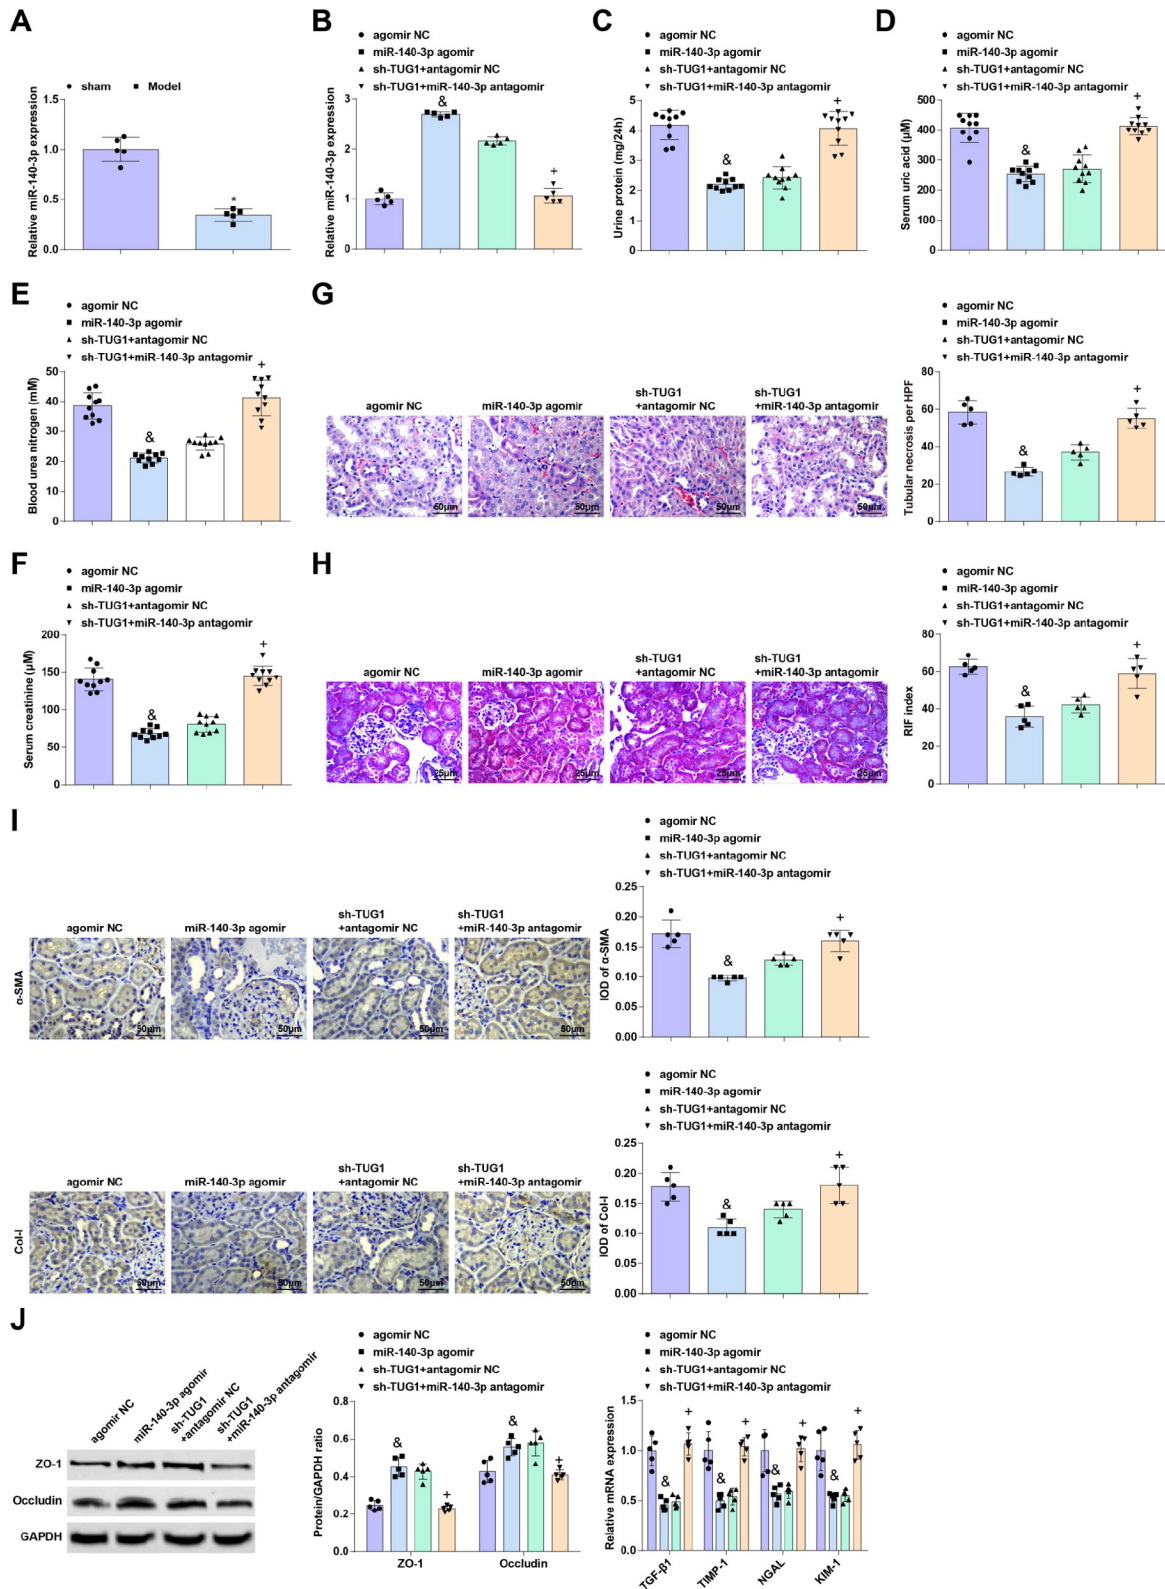 A
sham
Model
Relative miR-140-3p expression
1.5
1.0
0.5
0.0
*
B
agomir NC
miR-140-3p agomir
sh-TUG1+antagomir NC
sh-TUG1+miR-140-3p antagomir
Relative miR-140-3p expression
3
2
1
0
&
+
C
agomir NC
miR-140-3p agomir
sh-TUG1+antagomir NC
sh-TUG1+miR-140-3p antagomir
Urine protein (mg/24h)
5
4
3
2
1
0
&
+
D
agomir NC
miR-140-3p agomir
sh-TUG1+antagomir NC
sh-TUG1+miR-140-3p antagomir
Serum uric acid (μM)
500
400
300
200
100
0
&
+
E
agomir NC
miR-140-3p agomir
sh-TUG1+antagomir NC
sh-TUG1+miR-140-3p antagomir
Blood urea nitrogen (mM)
50
40
30
20
10
0
&
+
G
agomir NC
miR-140-3p agomir
sh-TUG1
+antagomir NC
sh-TUG1
+miR-140-3p antagomir
50μm
50μm
50μm
50μm
agomir NC
miR-140-3p agomir
sh-TUG1+antagomir NC
sh-TUG1+miR-140-3p antagomir
Tubular necrosis per HPF
80
60
40
20
0
&
+
F
agomir NC
miR-140-3p agomir
sh-TUG1+antagomir NC
sh-TUG1+miR-140-3p antagomir
Serum creatinine (μM)
200
150
100
50
0
&
+
H
agomir NC
miR-140-3p agomir
sh-TUG1
+antagomir NC
sh-TUG1
+miR-140-3p antagomir
25μm
25μm
25μm
25μm
agomir NC
miR-140-3p agomir
sh-TUG1+antagomir NC
sh-TUG1+miR-140-3p antagomir
RIF index
80
60
40
20
0
&
+
I
agomir NC
miR-140-3p agomir
sh-TUG1
+antagomir NC
sh-TUG1
+miR-140-3p antagomir
α-SMA
50μm
50μm
50μm
50μm
agomir NC
miR-140-3p agomir
sh-TUG1+antagomir NC
sh-TUG1+miR-140-3p antagomir
IOD of α-SMA
0.25
0.20
0.15
0.10
0.05
0.00
&
+
agomir NC
miR-140-3p agomir
sh-TUG1
+antagomir NC
sh-TUG1
+miR-140-3p antagomir
Col-I
50μm
50μm
50μm
50μm
agomir NC
miR-140-3p agomir
sh-TUG1+antagomir NC
sh-TUG1+miR-140-3p antagomir
IOD of Col-I
0.25
0.20
0.15
0.10
0.05
0.00
&
+
J
agomir NC
miR-140-3p agomir
sh-TUG1
+antagomir NC
sh-TUG1
+miR-140-3p antagomir
ZO-1
Occludin
GAPDH
agomir NC
miR-140-3p agomir
sh-TUG1+antagomir NC
sh-TUG1+miR-140-3p antagomir
Protein/GAPDH ratio
0.8
0.6
0.4
0.2
0.0
&
+
&
+
ZO-1
Occludin
agomir NC
miR-140-3p agomir
sh-TUG1+antagomir NC
sh-TUG1+miR-140-3p antagomir
Relative mRNA expression
1.5
1.0
0.5
0.0
&
+
&
+
&
+
&
+
TGF-β1
TIMP-1
NGAL
KIM-1